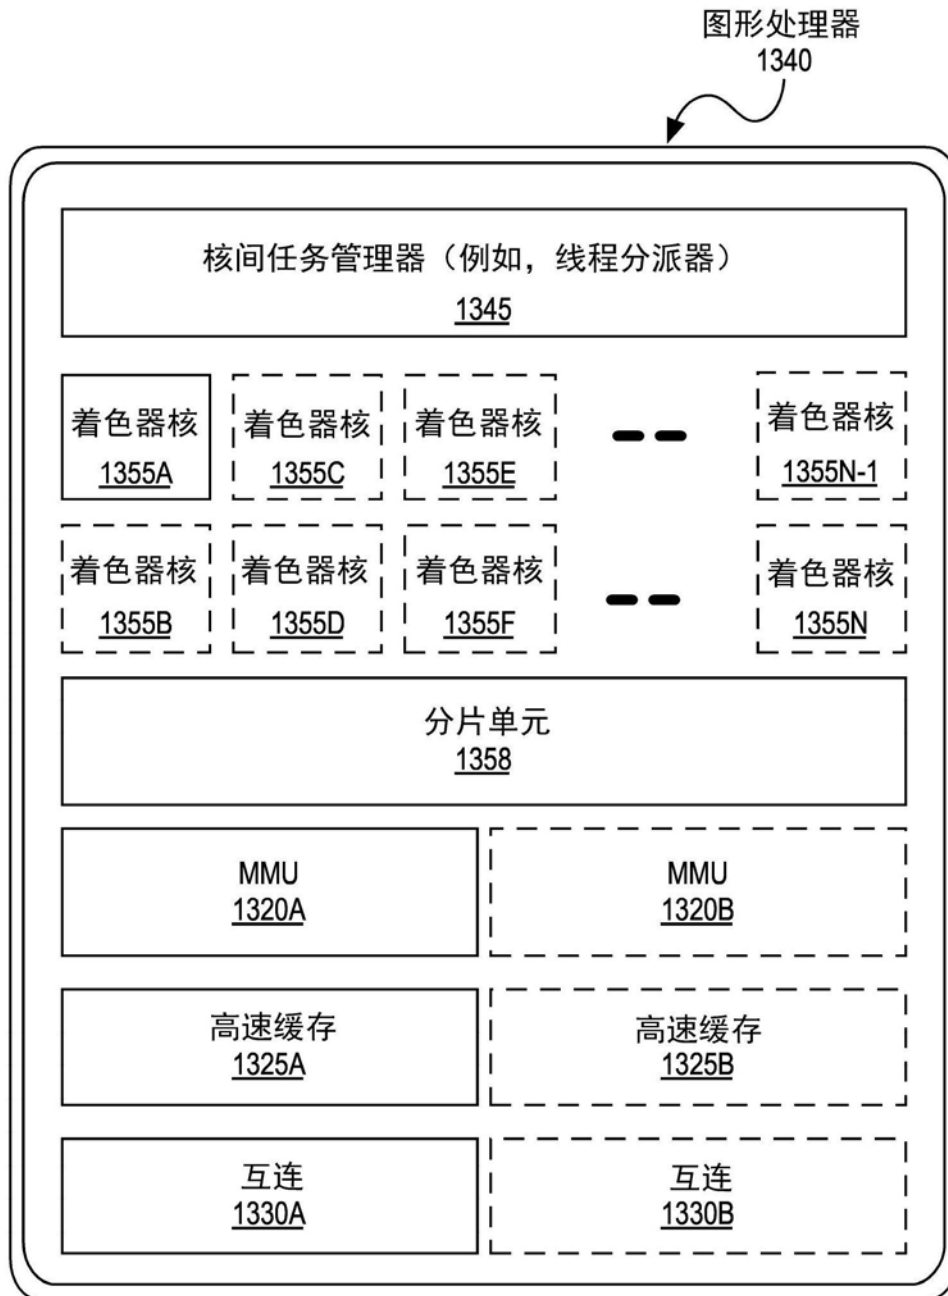 图形处理器
1340
核间任务管理器（例如，线程分派器）
1345
着色器核 着色器核 着色器核 着色器核
1355A 1355C 1355E 1355N-1
着色器核 着色器核 着色器核 着色器核
1355B 1355D 1355F 1355N
分片单元
1358
MMU MMU
1320A 1320B
高速缓存 高速缓存
1325A 1325B
互连 互连
1330A 1330B